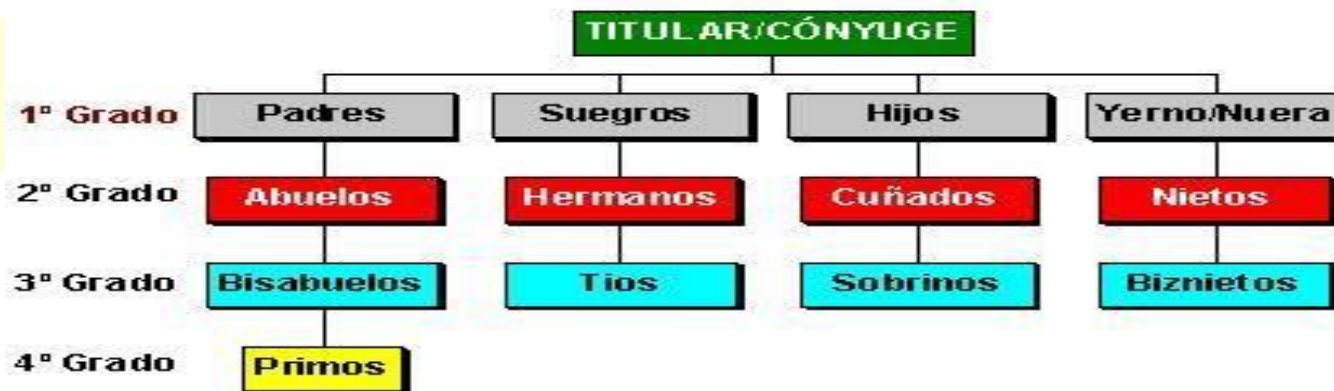 TITULAR/CÓNYUGE
1º Grado Padres Suegros Hijos Yerno/Nuera
2º Grado Abuelos Hermanos Cuñados Nietos
3º Grado Bisabuelos Tios Sobrinos Biznietos
4º Grado Primos